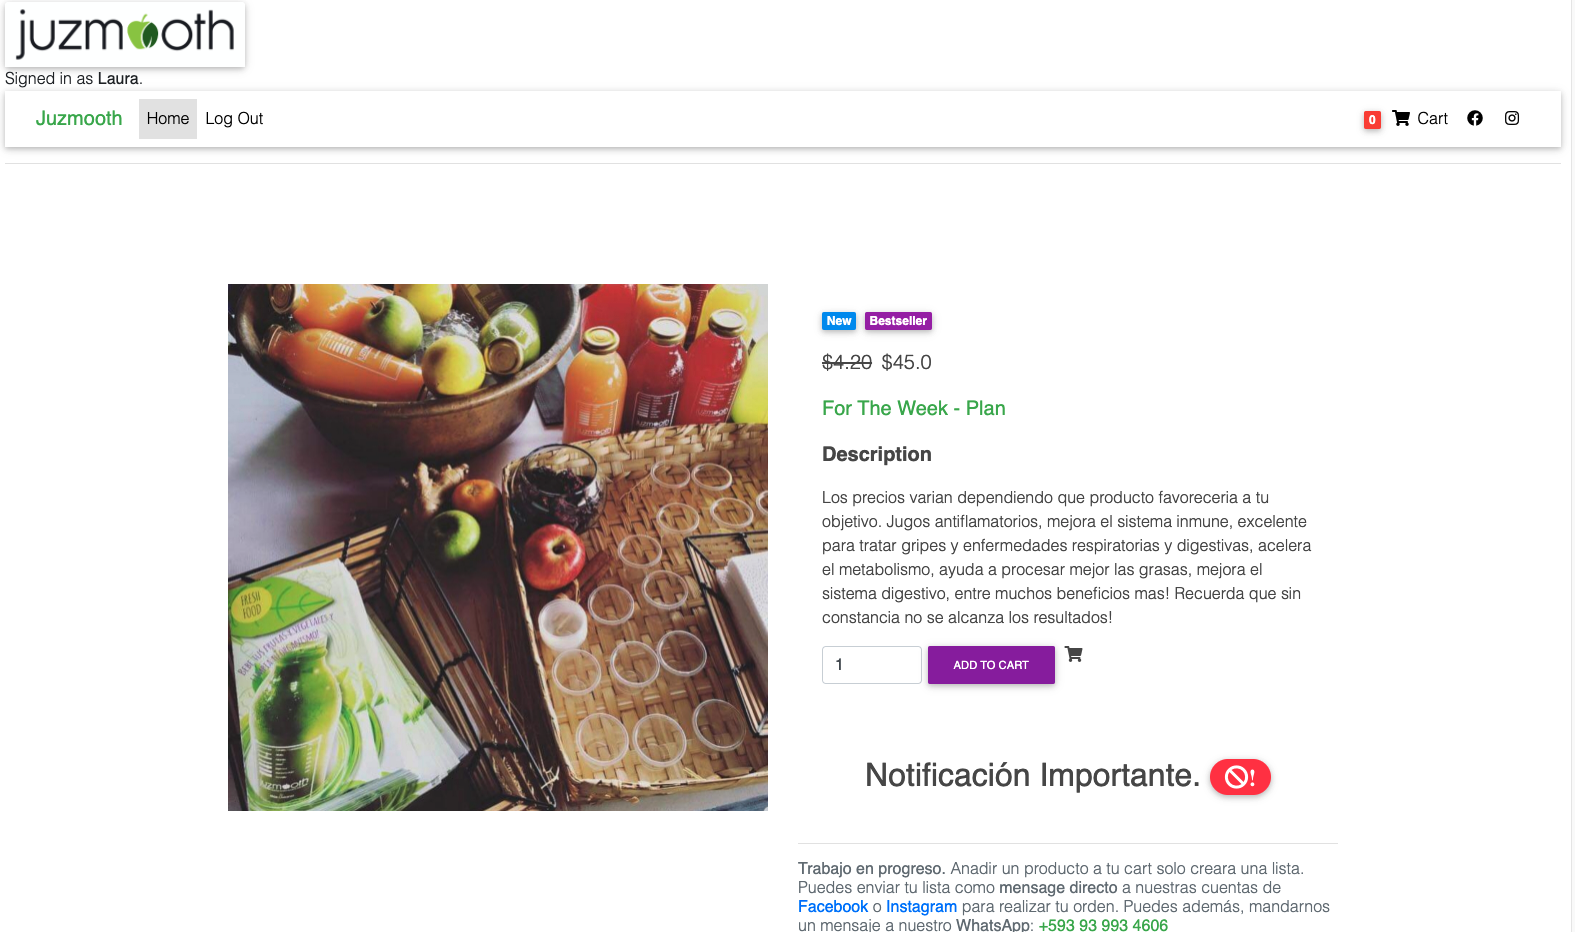 juzmooth
Signed in as Laura.
Juzmooth Home Log Out 0 Cart
New Bestseller
$4.20 $45.0
For The Week - Plan
Description
Los precios varian dependiendo que producto favoreceria a tu
objetivo. Jugos antiflamatorios, mejora el sistema inmune, excelente
para tratar gripes y enfermedades respiratorias y digestivas, acelera
el metabolismo, ayuda a procesar mejor las grasas, mejora el
sistema digestivo, entre muchos beneficios mas! Recuerda que sin
constancia no se alcanza los resultados!
1 ADD TO CART
FRESH
FOOD
juzmooth
Notificación Importante. !
Trabajo en progreso. Anadir un producto a tu cart solo creara una lista.
Puedes enviar tu lista como mensage directo a nuestras cuentas de
Facebook o Instagram para realizar tu orden. Puedes además, mandarnos
un mensaje a nuestro WhatsApp: +593 93 993 4606